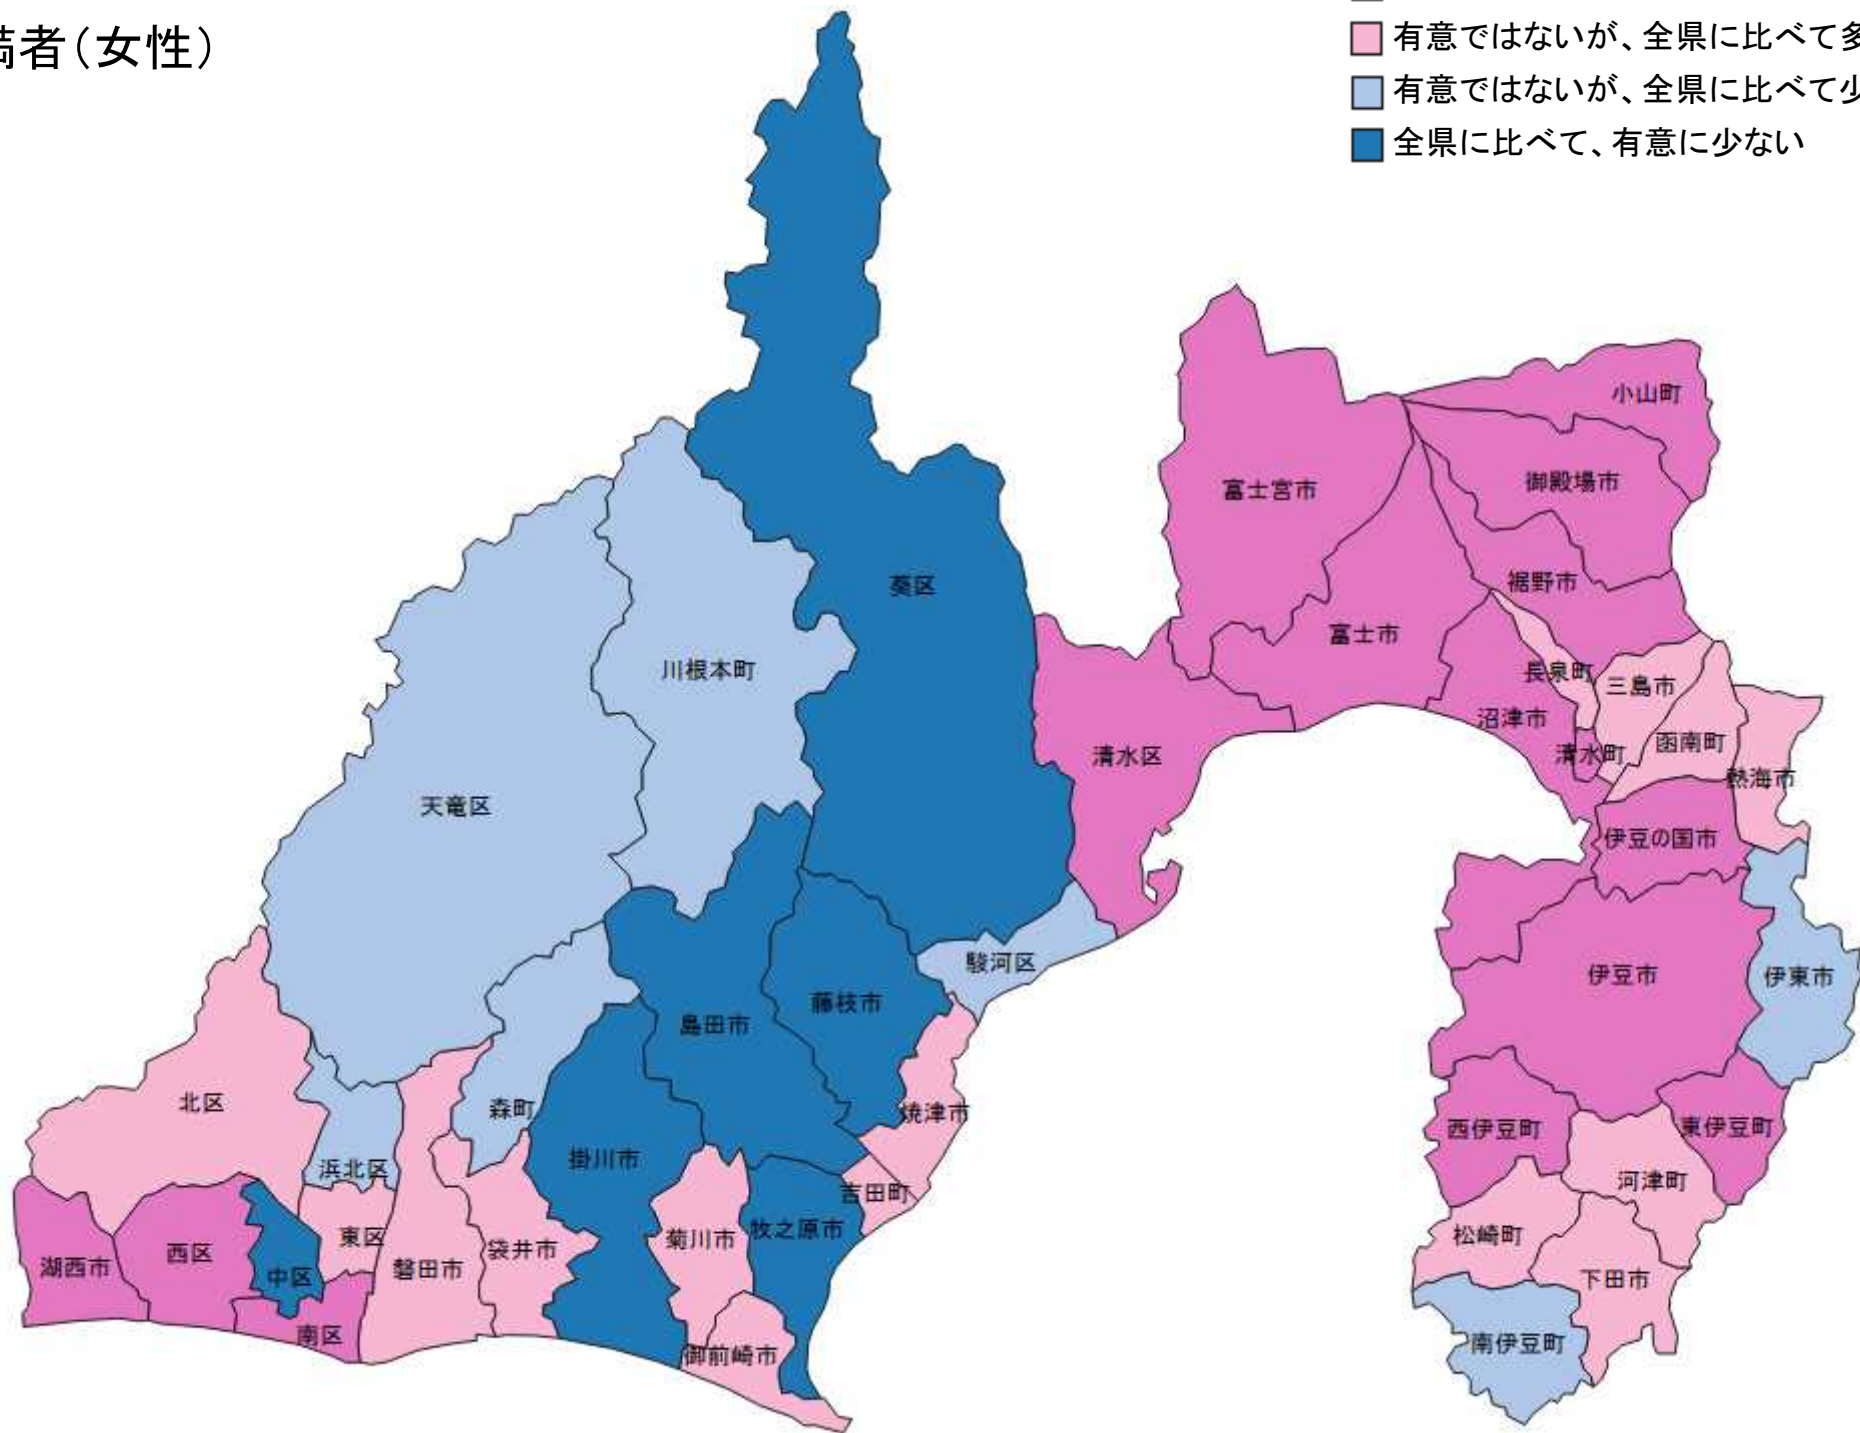 者（女性）
有意ではないが、全県に比べて多
有意ではないが、全県に比べて少
全県に比べて、有意に少ない
小山町
御殿場市
富士宮市
裾野市
葵区
富士市
川根本町
長泉町
三島市
沼津市
清水町
函南町
清水区
熱海市
天竜区
伊豆の国市
駿河区
伊豆市
伊東市
藤枝市
島田市
北区
森町
焼津市
西伊豆町
東伊豆町
浜北区
掛川市
吉田町
河津町
東区
菊川市
牧之原市
松崎町
湖西市
西区
中区
磐田市
袋井市
下田市
南区
御前崎市
南伊豆町